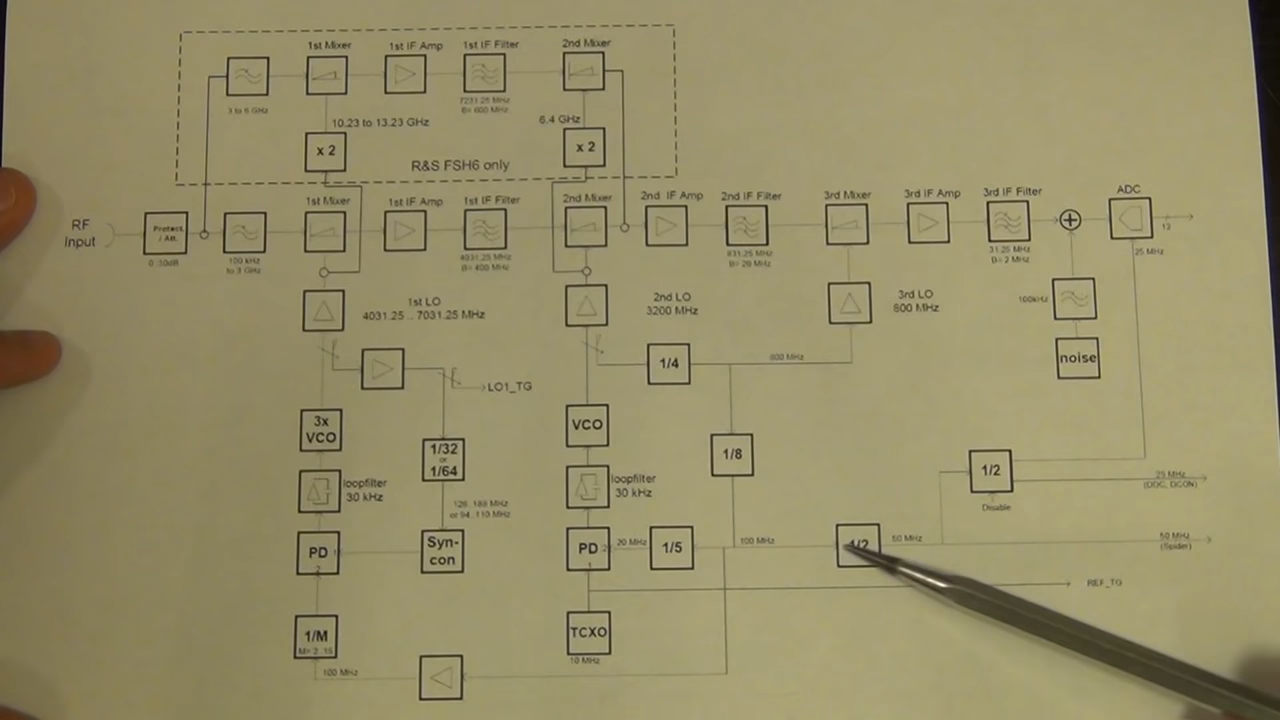 1st Mixer
1st IF Amp
1st IF Filter
2nd Mixer
3 to 6 GHz
7231.25 MHz
B= 600 MHz
10.23 to 13.23 GHz
6.4 GHz
x 2
x 2
R&S FSH6 only
RF
Input
Protect.
/ Att.
0..30dB
100 kHz
to 3 GHz
1st Mixer
1st IF Amp
1st IF Filter
4031.25 MHz
B= 400 MHz
2nd Mixer
2nd IF Amp
2nd IF Filter
831.25 MHz
B= 20 MHz
3rd Mixer
3rd IF Amp
3rd IF Filter
31.25 MHz
B= 2 MHz
ADC
12
25 MHz
1st LO
4031.25 .. 7031.25 MHz
2nd LO
3200 MHz
3rd LO
800 MHz
100kHz
noise
LO1_TG
1/4
800 MHz
3x
VCO
1/32
or
1/64
VCO
1/8
1/2
Disable
25 MHz
(DDC, DCON)
loopfilter
30 kHz
loopfilter
30 kHz
or 94..110 MHz
PD
2
Syn-
con
PD
2
1
20 MHz
1/5
100 MHz
1/2
50 MHz
50 MHz
(Spider)
REF_TG
1/M
M= 2..15
TCXO
10 MHz
100 MHz